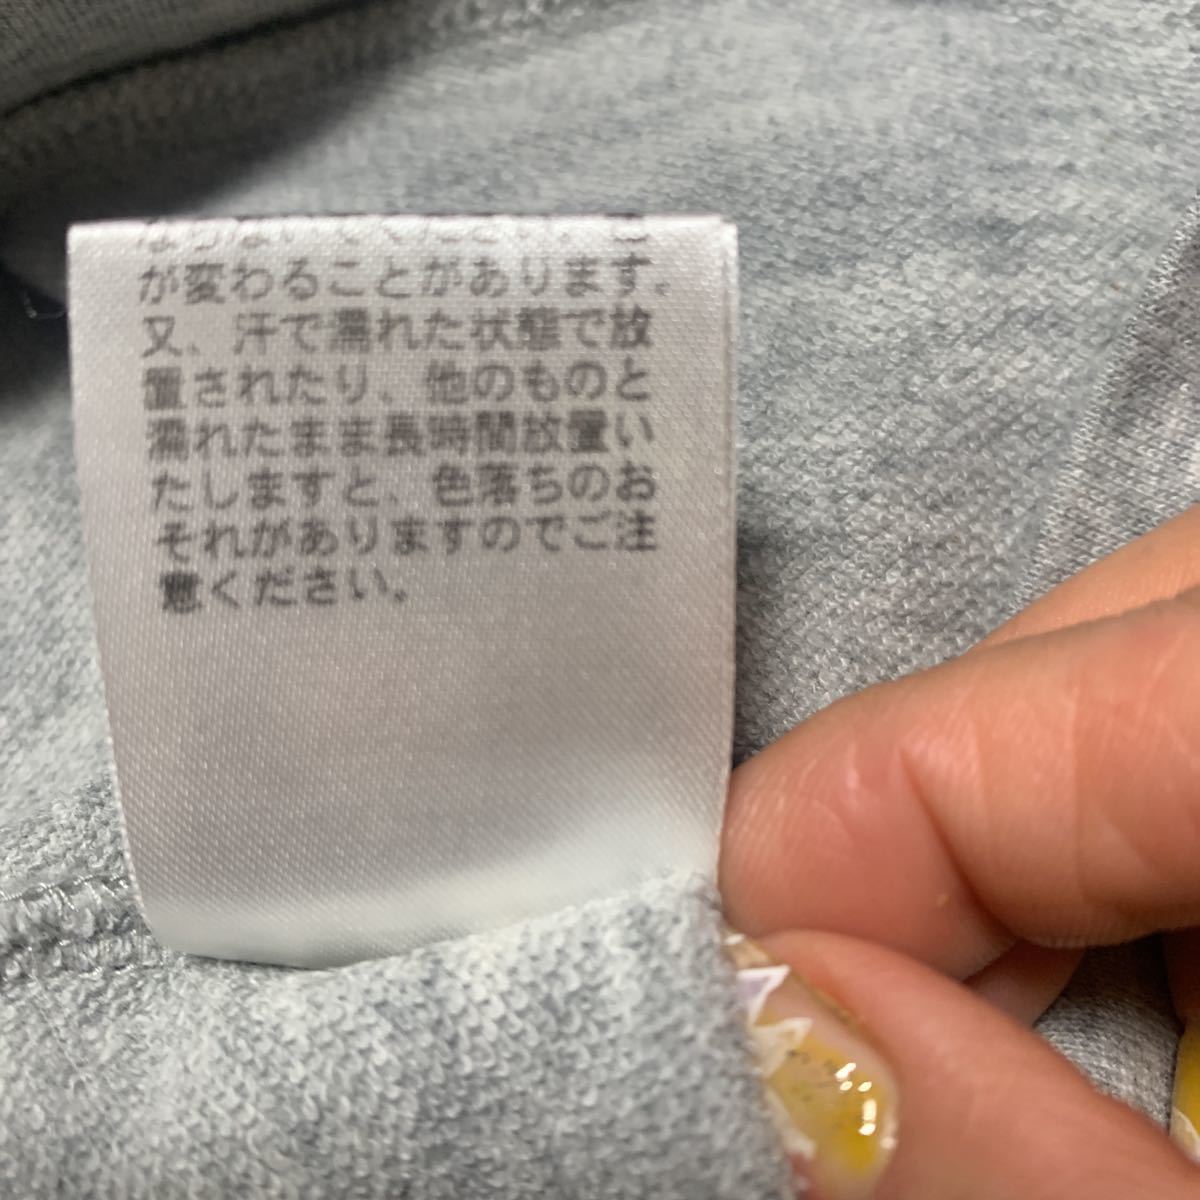 が変わることがあります。
又、汗で濡れた状態で放
置されたり、他のものと
濡れたまま長時間放置い
たしますと、色落ちのお
それがありますのでご注
意ください。